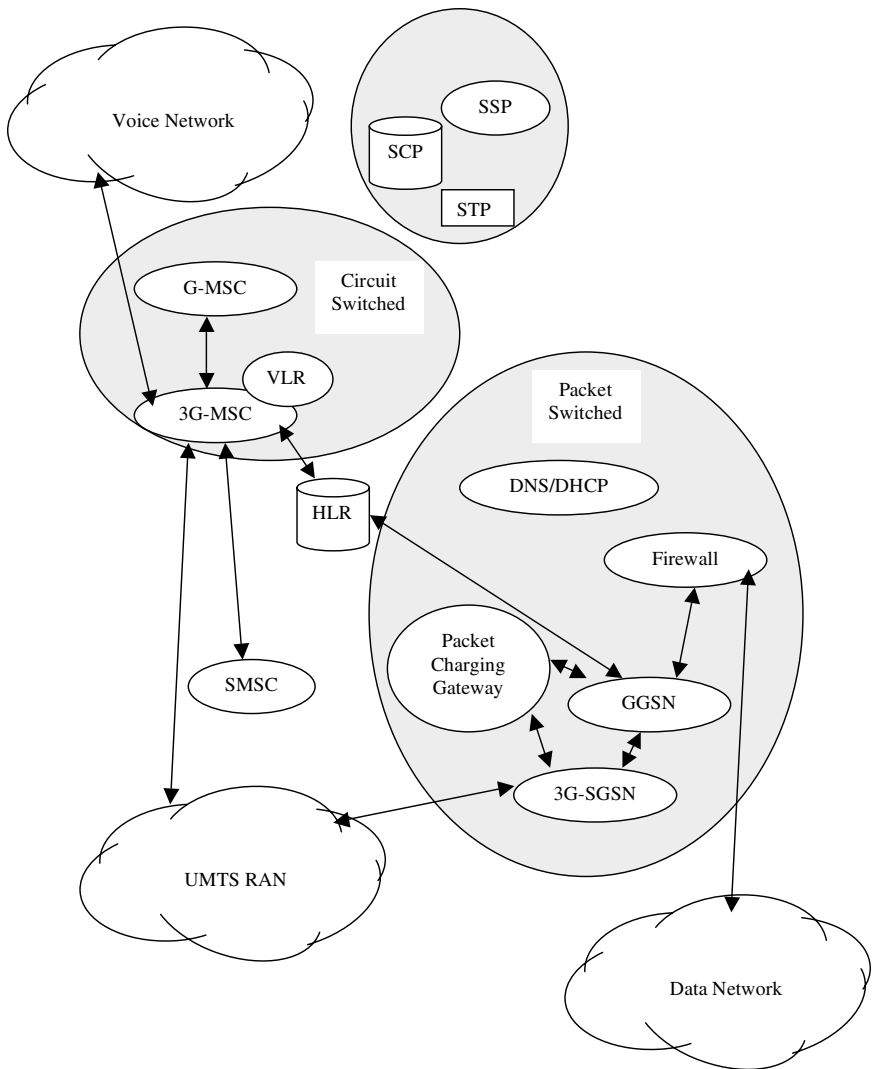 Voice Network
SSP
SCP
STP
G-MSC
Circuit
Switched
VLR
3G-MSC
Packet
Switched
DNS/DHCP
HLR
Firewall
Packet
Charging
Gateway
SMSC
GGSN
3G-SGSN
UMTS RAN
Data Network